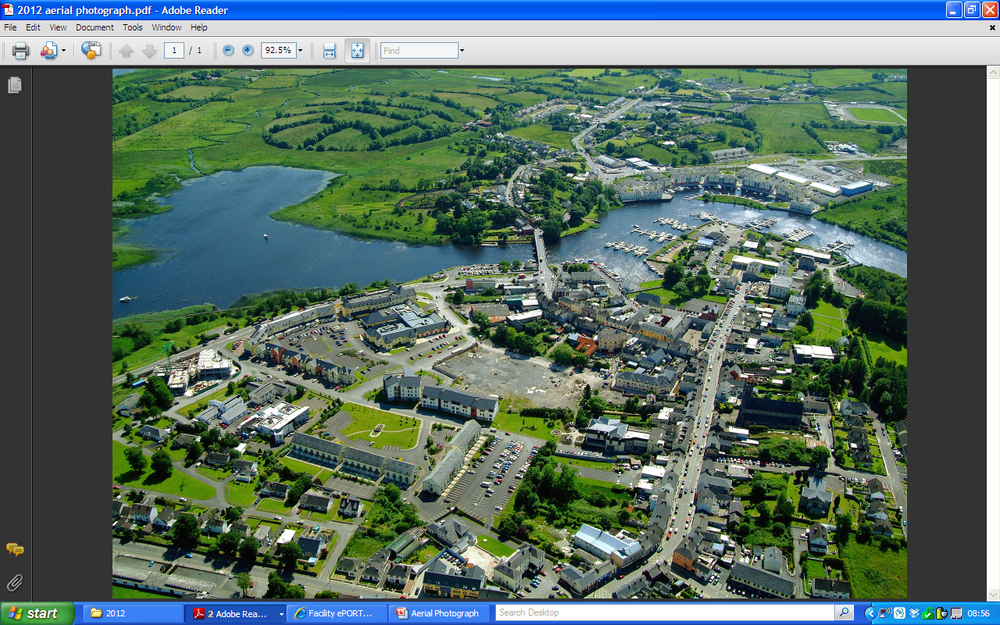 2012 aerial photograph.pdf - Adobe Reader
File Edit View Document Tools Window Help
1 / 1 92.5% Find
start 2012 2 Adobe Rea... Facility ePORT... Aerial Photograph Search Desktop 08:56